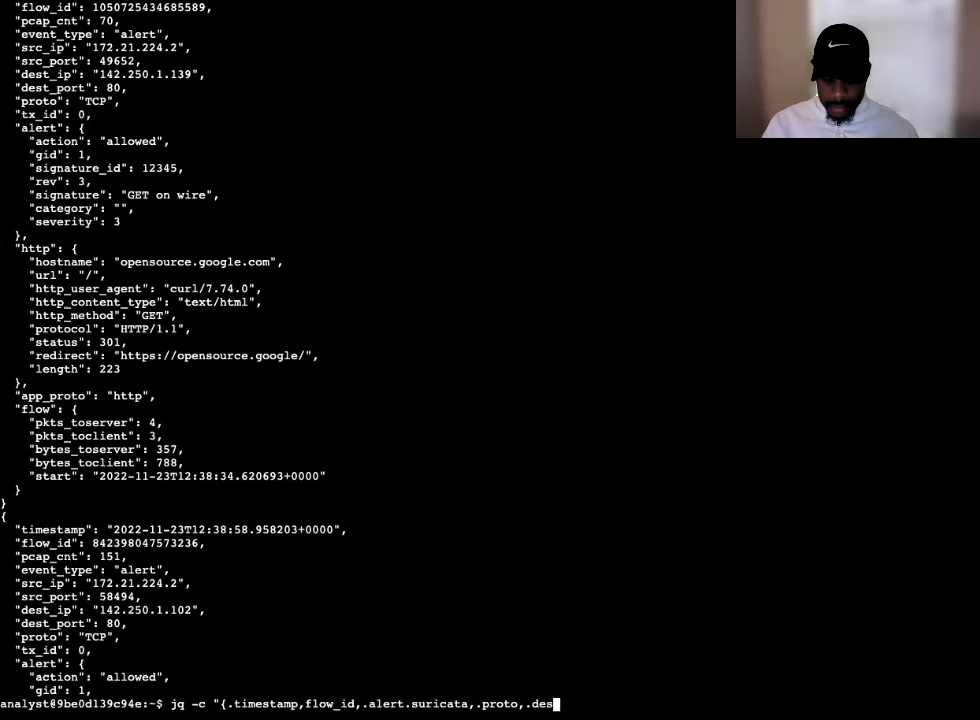 "flow_id": 1050725434685589,
"pcap_cnt": 70,
"event_type": "alert",
"src_ip": "172.21.224.2",
"src_port": 49652,
"dest_ip": "142.250.1.139",
"dest_port": 80,
"proto": "TCP",
"tx_id": 0,
"alert": {
"action": "allowed",
"gid": 1,
"signature_id": 12345,
"rev": 3,
"signature": "GET on wire",
"category": "",
"severity": 3
},
"http": {
"hostname": "opensource.google.com",
"url": "/",
"http_user_agent": "curl/7.74.0",
"http_content_type": "text/html",
"http_method": "GET",
"protocol": "HTTP/1.1",
"status": 301,
"redirect": "https://opensource.google/",
"length": 223
},
"app_proto": "http",
"flow": {
"pkts_toserver": 4,
"pkts_toclient": 3,
"bytes_toserver": 357,
"bytes_toclient": 788,
"start": "2022-11-23T12:38:34.620693+0000"
}
}
{
"timestamp": "2022-11-23T12:38:58.958203+0000",
"flow_id": 842398047573236,
"pcap_cnt": 151,
"event_type": "alert",
"src_ip": "172.21.224.2",
"src_port": 58494,
"dest_ip": "142.250.1.102",
"dest_port": 80,
"proto": "TCP",
"tx_id": 0,
"alert": {
"action": "allowed",
"gid": 1,
analyst@9be0d139c94e:~$ jq -c "{.timestamp,flow_id,.alert.suricata,.proto,.des